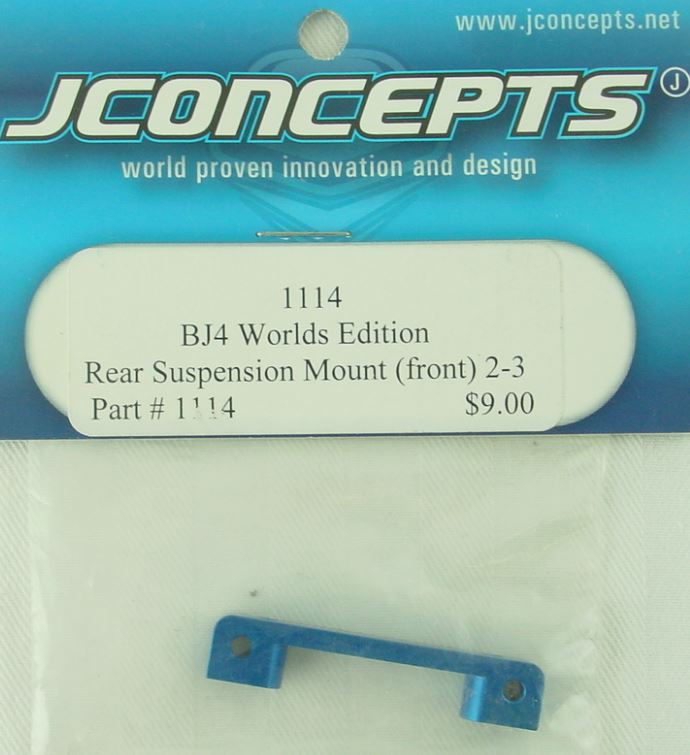 www.jconcepts.net
JCONCEPTS J
world proven innovation and design
1114
BJ4 Worlds Edition
Rear Suspension Mount (front) 2-3
Part # 1114 $9.00